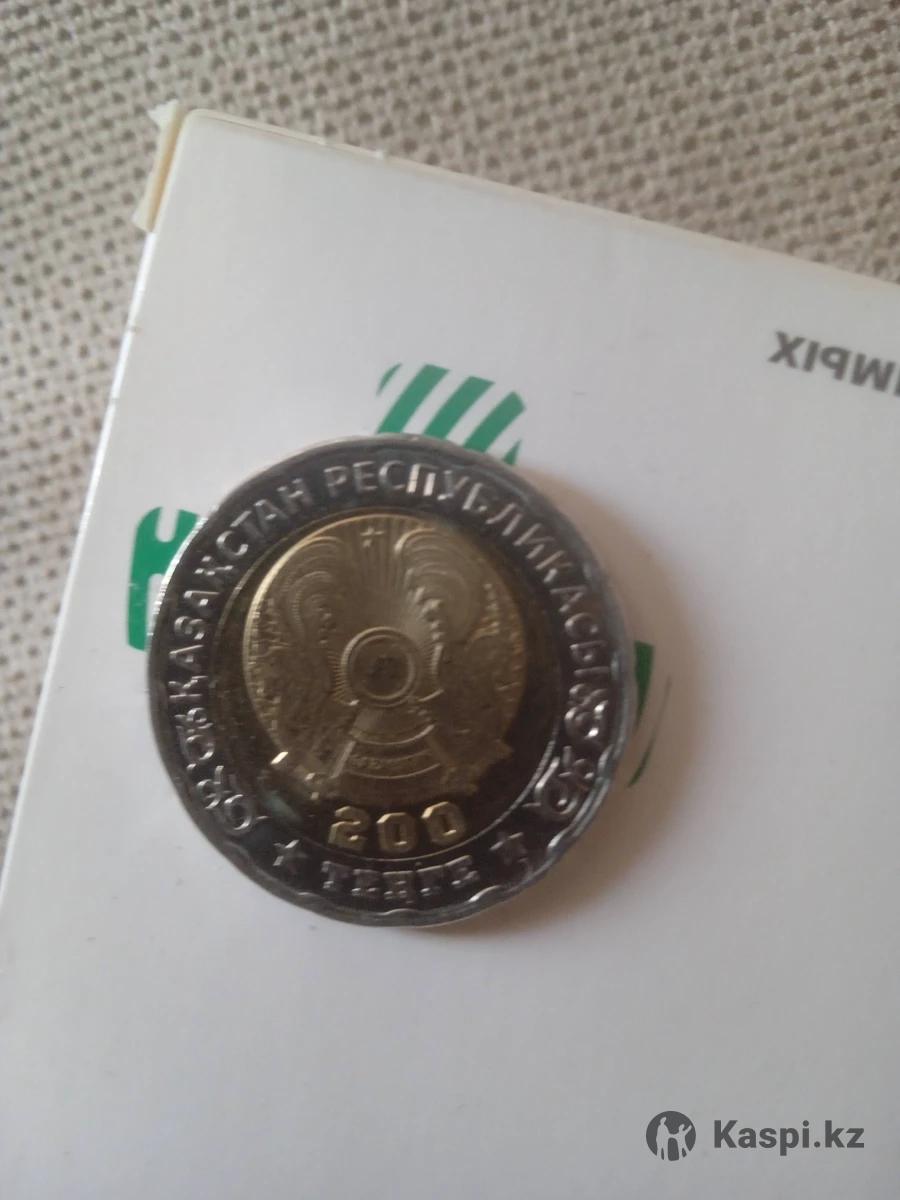 ҚАЗАҚСТАН РЕСПУБЛИКАСЫ
200
ТЕҢГЕ
Kaspi.kz